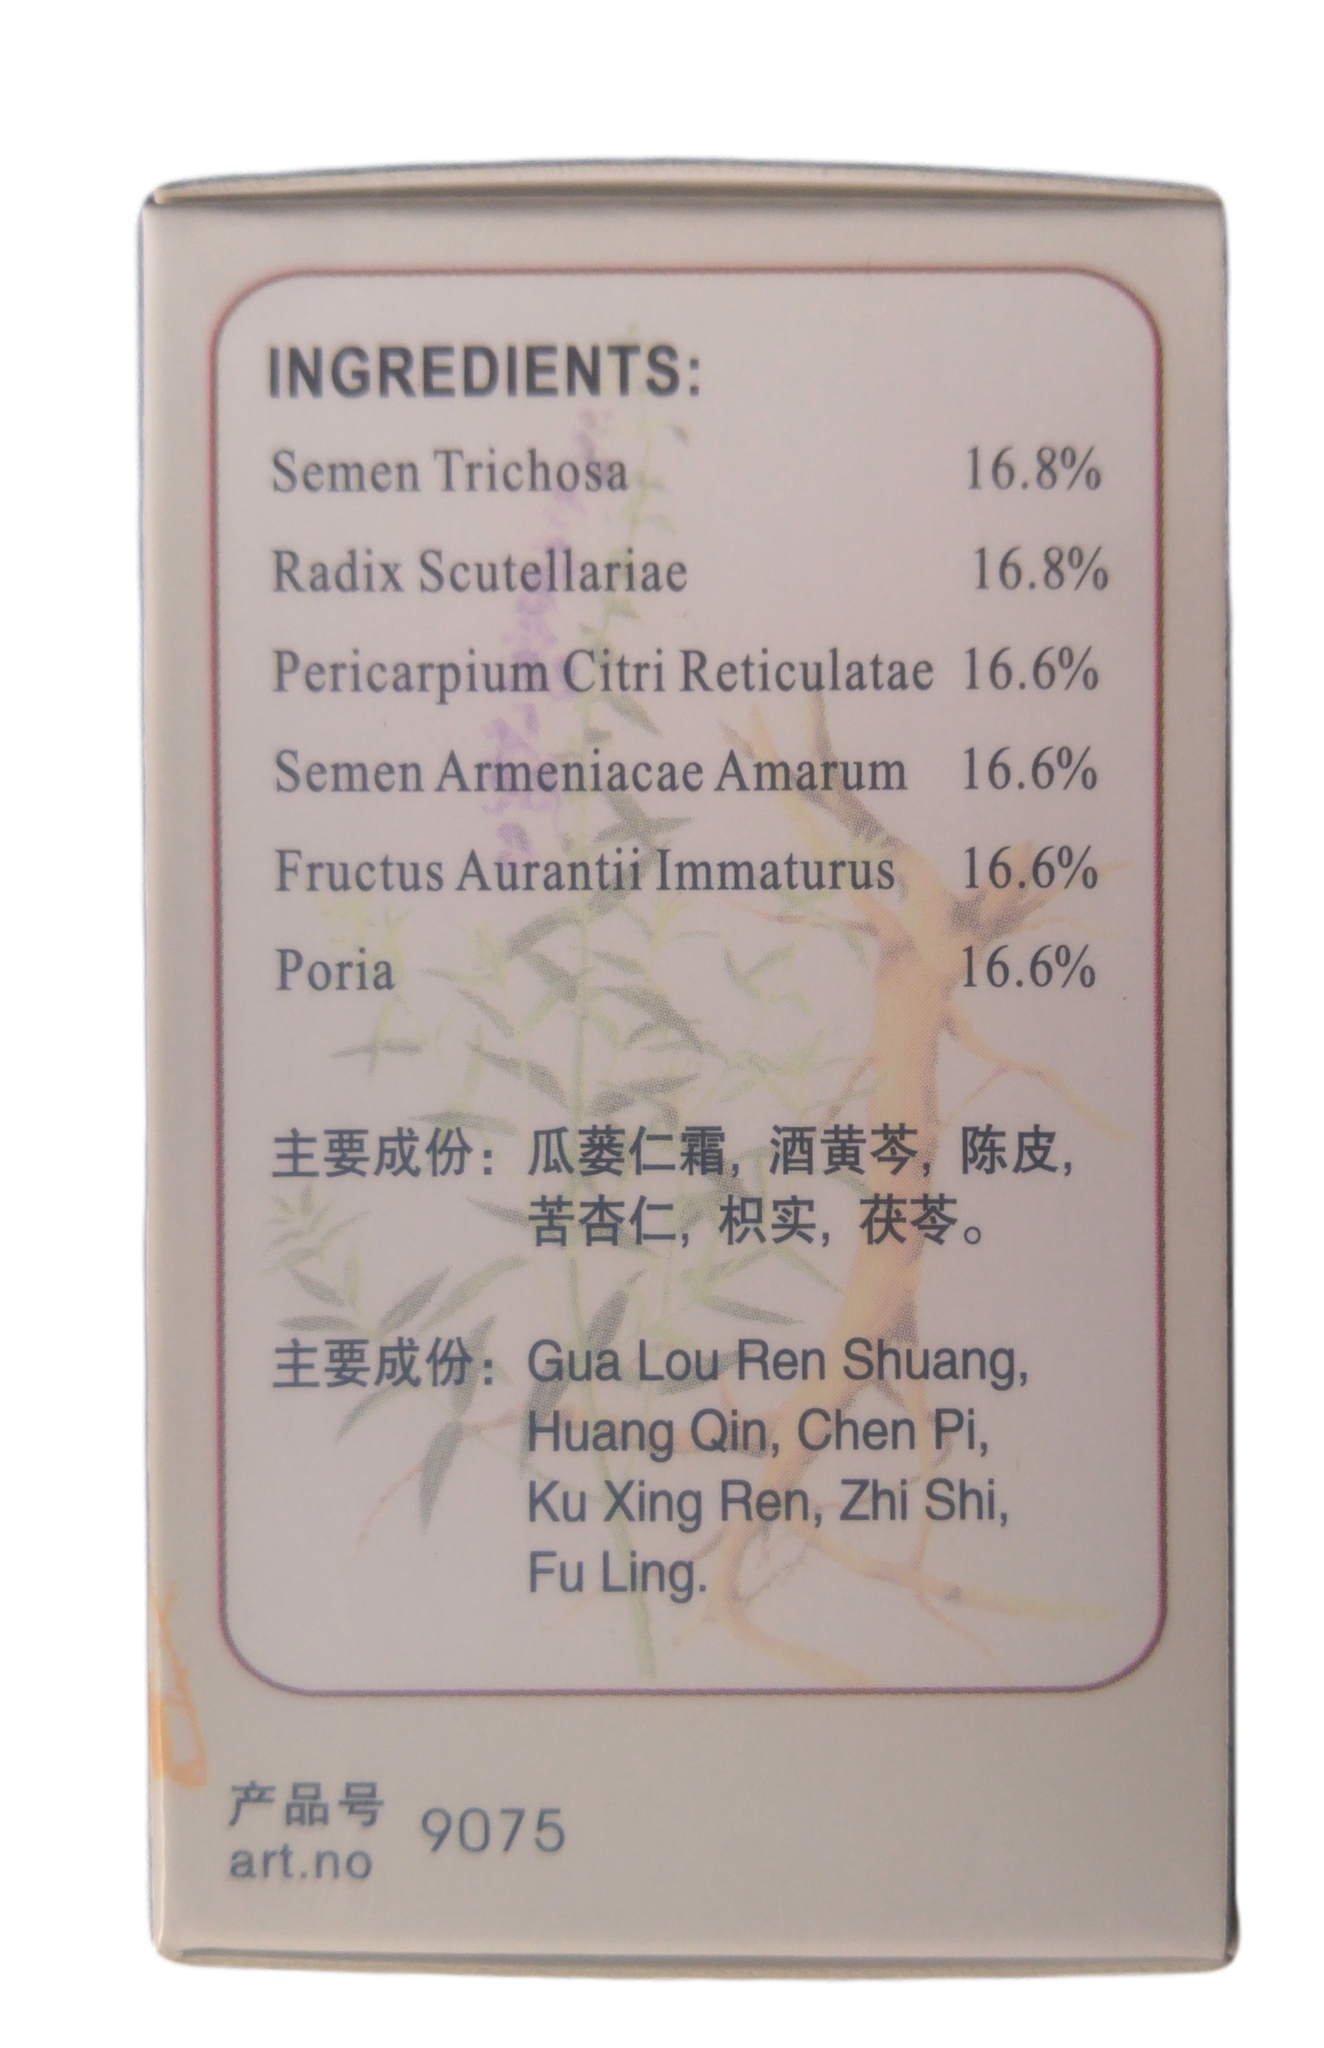 INGREDIENTS:
Semen Trichosa 16.8%
Radix Scutellariae 16.8%
Pericarpium Citri Reticulatae 16.6%
Semen Armeniacae Amarum 16.6%
Fructus Aurantii Immaturus 16.6%
Poria 16.6%
主要成份：瓜蒌仁霜, 酒黄芩, 陈皮,
苦杏仁, 枳实, 茯苓。
主要成份：Gua Lou Ren Shuang,
Huang Qin, Chen Pi,
Ku Xing Ren, Zhi Shi,
Fu Ling.
产品号 9075
art.no